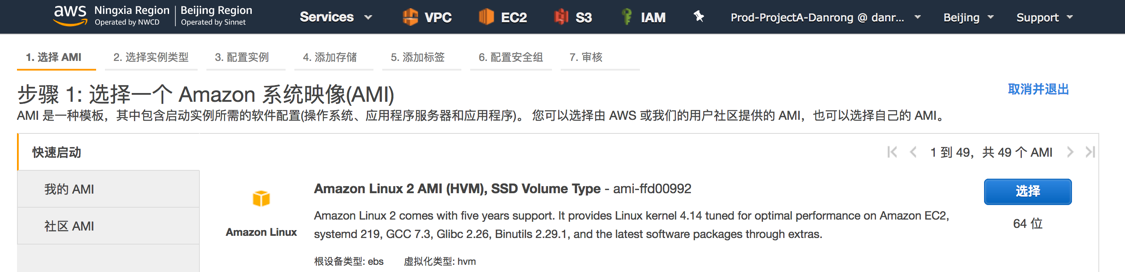 aws Ningxia Region Beijing Region Services VPC EC2 S3 IAM Prod-ProjectA-Danrong @ danr... Beijing Support
Operated by NWCD Operated by Sinnet
1. 选择 AMI 2. 选择实例类型 3. 配置实例 4. 添加存储 5. 添加标签 6. 配置安全组 7. 审核
步骤 1: 选择一个 Amazon 系统映像(AMI) 取消并退出
AMI 是一种模板，其中包含启动实例所需的软件配置(操作系统、应用程序服务器和应用程序)。 您可以选择由 AWS 或我们的用户社区提供的 AMI，也可以选择自己的 AMI。
快速启动 1 到 49，共 49 个 AMI
我的 AMI
社区 AMI
Amazon Linux
Amazon Linux 2 AMI (HVM), SSD Volume Type - ami-ffd00992 选择
Amazon Linux 2 comes with five years support. It provides Linux kernel 4.14 tuned for optimal performance on Amazon EC2, 64 位
systemd 219, GCC 7.3, Glibc 2.26, Binutils 2.29.1, and the latest software packages through extras.
根设备类型: ebs 虚拟化类型: hvm